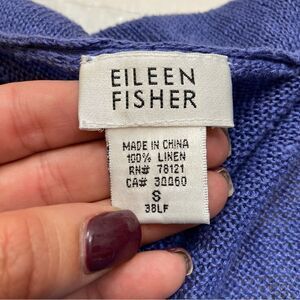 EILEEN
FISHER
MADE IN CHINA
100% LINEN
RN# 78121
CA# 30060
S
38LF